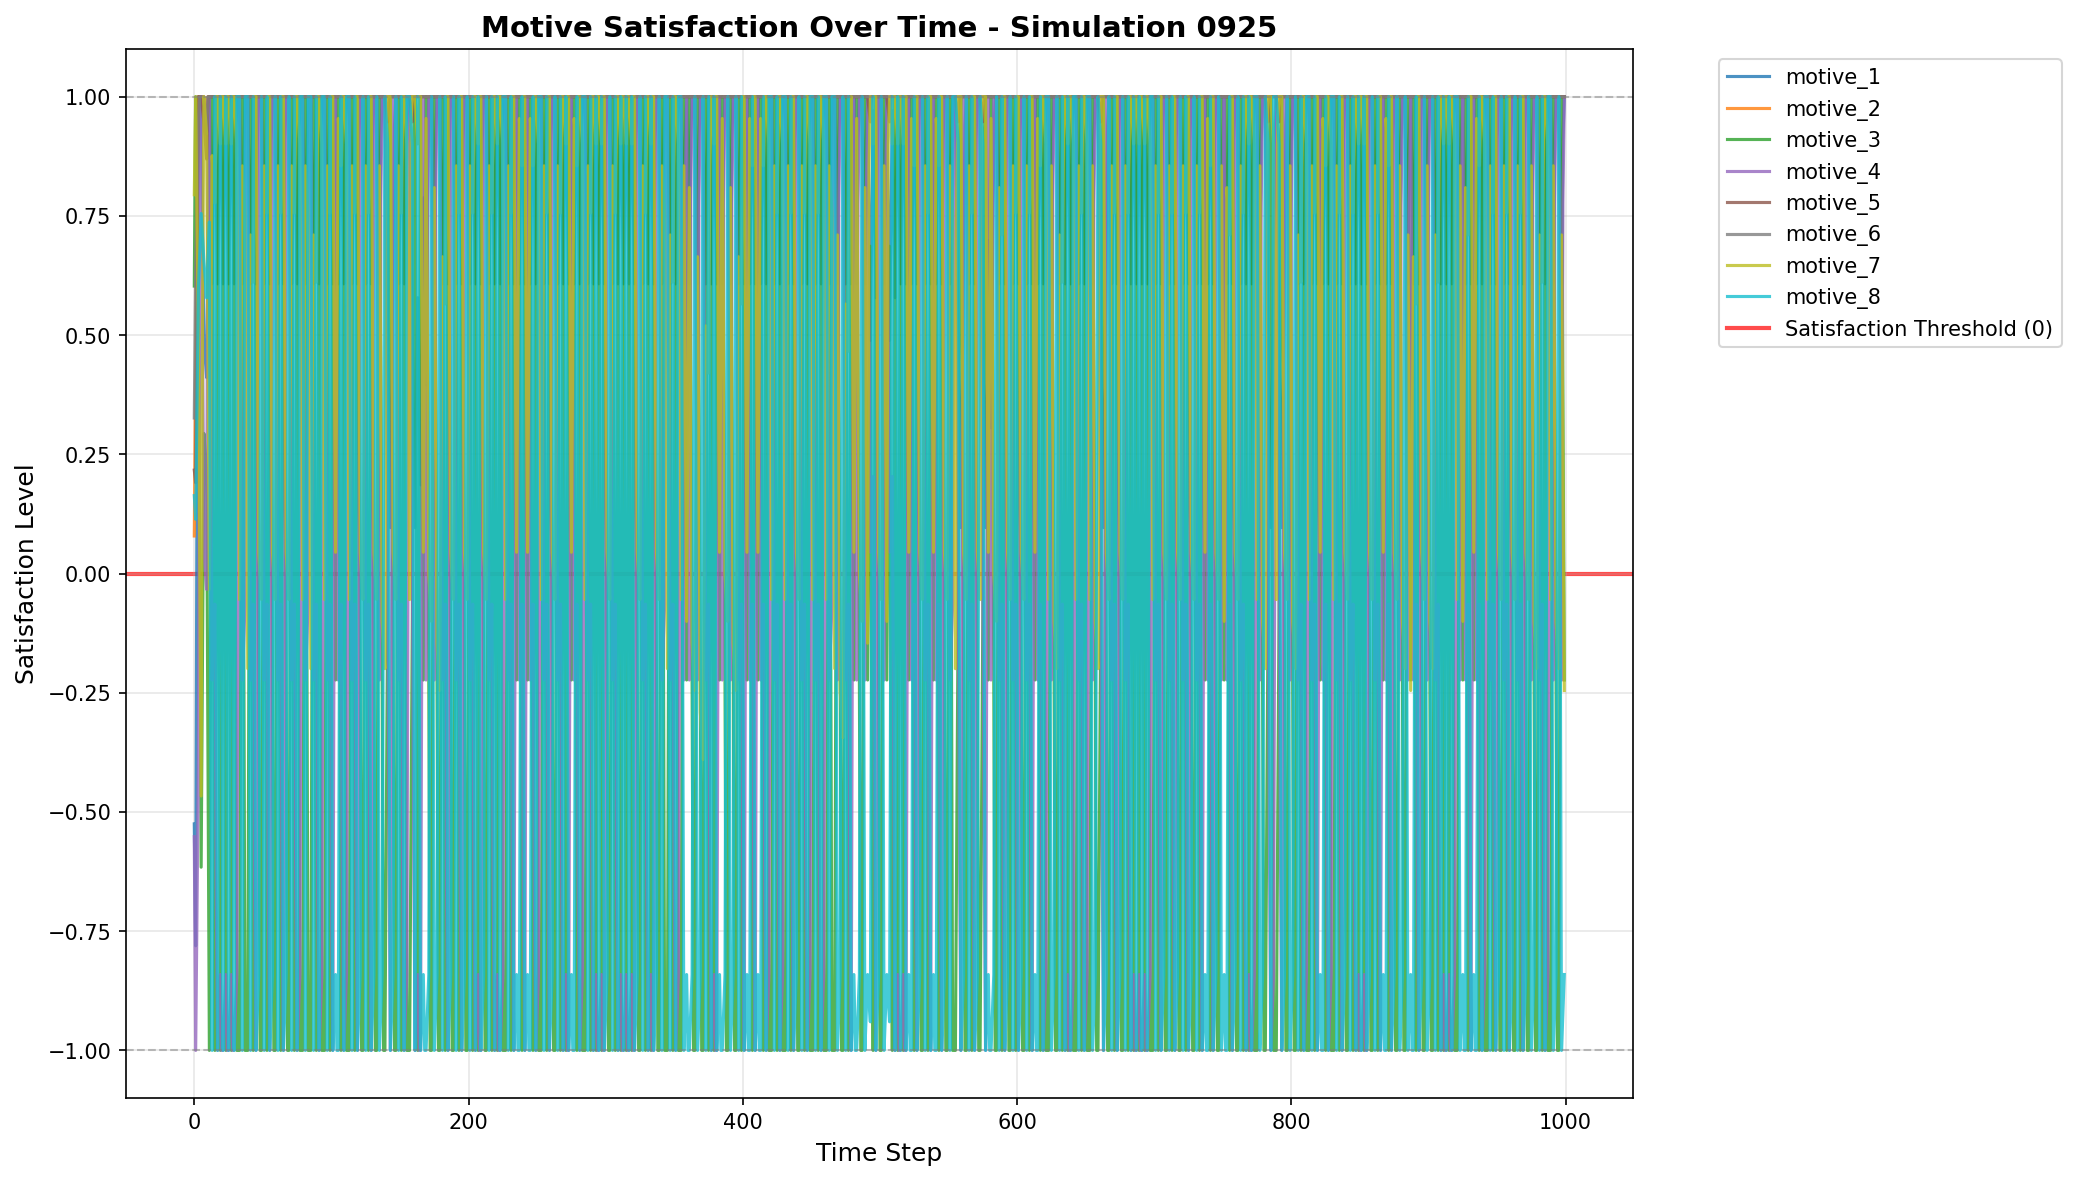 Motive Satisfaction Over Time - Simulation 0925
Satisfaction Level
1.00
0.75
0.50
0.25
0.00
−0.25
−0.50
−0.75
−1.00
0
200
400
600
800
1000
Time Step
motive_1
motive_2
motive_3
motive_4
motive_5
motive_6
motive_7
motive_8
Satisfaction Threshold (0)